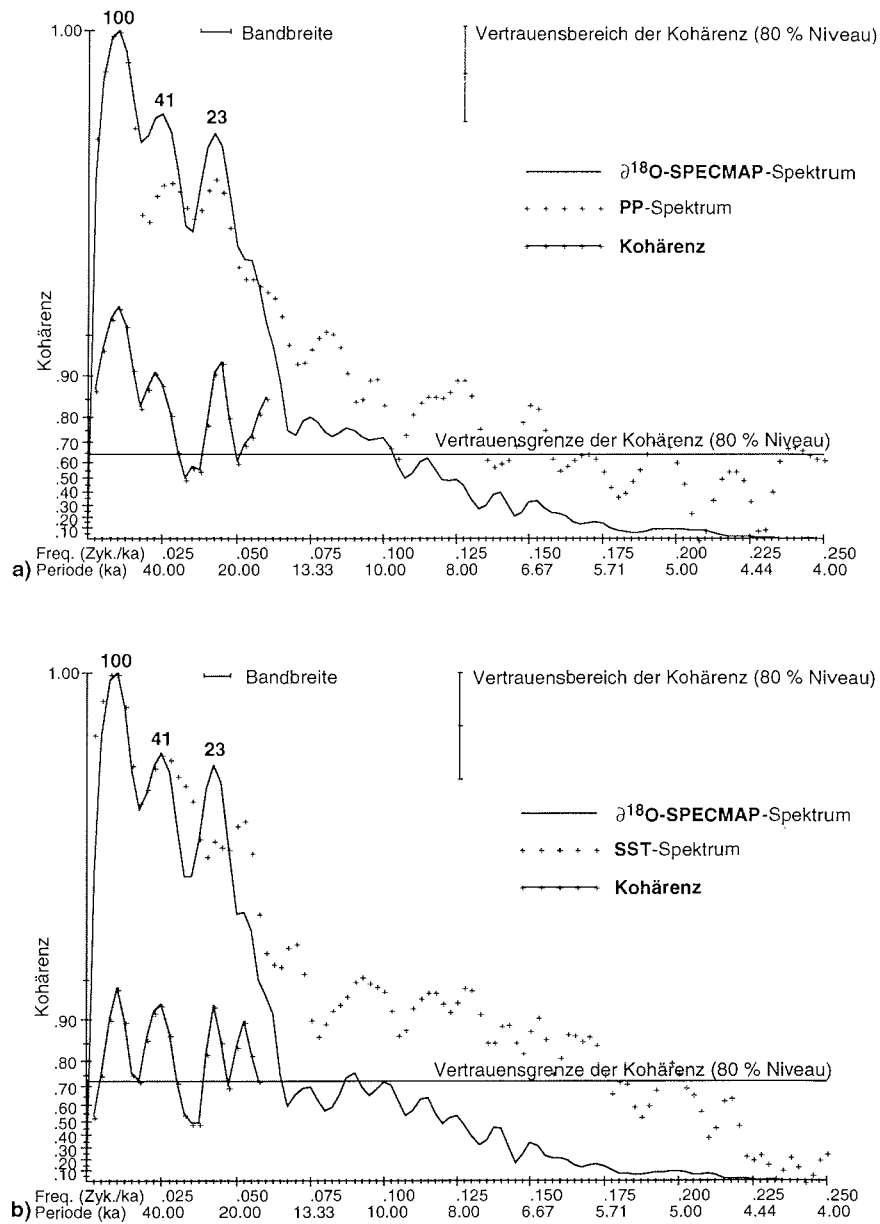 100
1.00
Bandbreite
Vertrauensbereich der Kohärenz (80 % Niveau)
41
23
∂18O-SPECMAP-Spektrum
PP-Spektrum
Kohärenz
Kohärenz
.90
.80
.70
Vertrauensgrenze der Kohärenz (80 % Niveau)
.60
.50
.40
.30
.20
.10
Freq. (Zyk./ka) .025 .050 .075 .100 .125 .150 .175 .200 .225 .250
a) Periode (ka) 40.00 20.00 13.33 10.00 8.00 6.67 5.71 5.00 4.44 4.00
100
1.00
Bandbreite
Vertrauensbereich der Kohärenz (80 % Niveau)
41
23
∂18O-SPECMAP-Spektrum
SST-Spektrum
Kohärenz
Kohärenz
.90
.80
Vertrauensgrenze der Kohärenz (80 % Niveau)
.70
.60
.50
.40
.30
.20
.10
Freq. (Zyk./ka) .025 .050 .075 .100 .125 .150 .175 .200 .225 .250
b) Periode (ka) 40.00 20.00 13.33 10.00 8.00 6.67 5.71 5.00 4.44 4.00